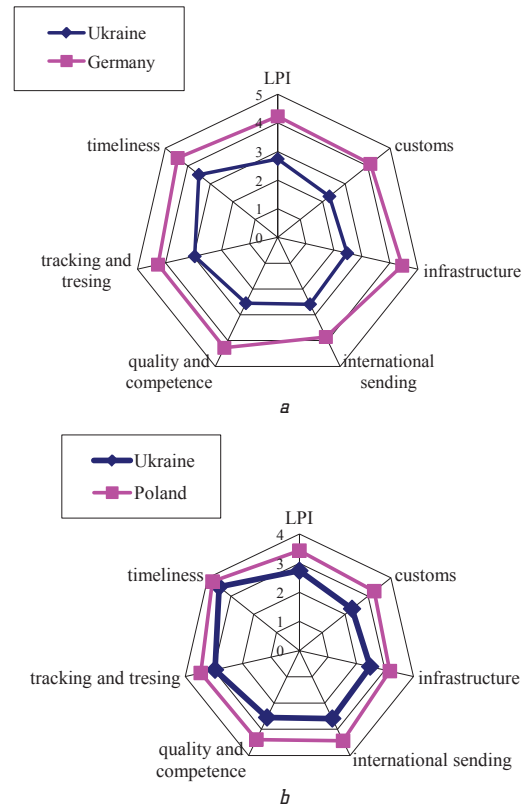 Ukraine
Germany
LPI
5
4
3
2
1
0
customs
infrastructure
international
sending
quality and
competence
tracking and
tresing
timeliness
a
Ukraine
Poland
LPI
4
3
2
1
0
customs
infrastructure
international sending
quality and
competence
tracking and tresing
timeliness
b